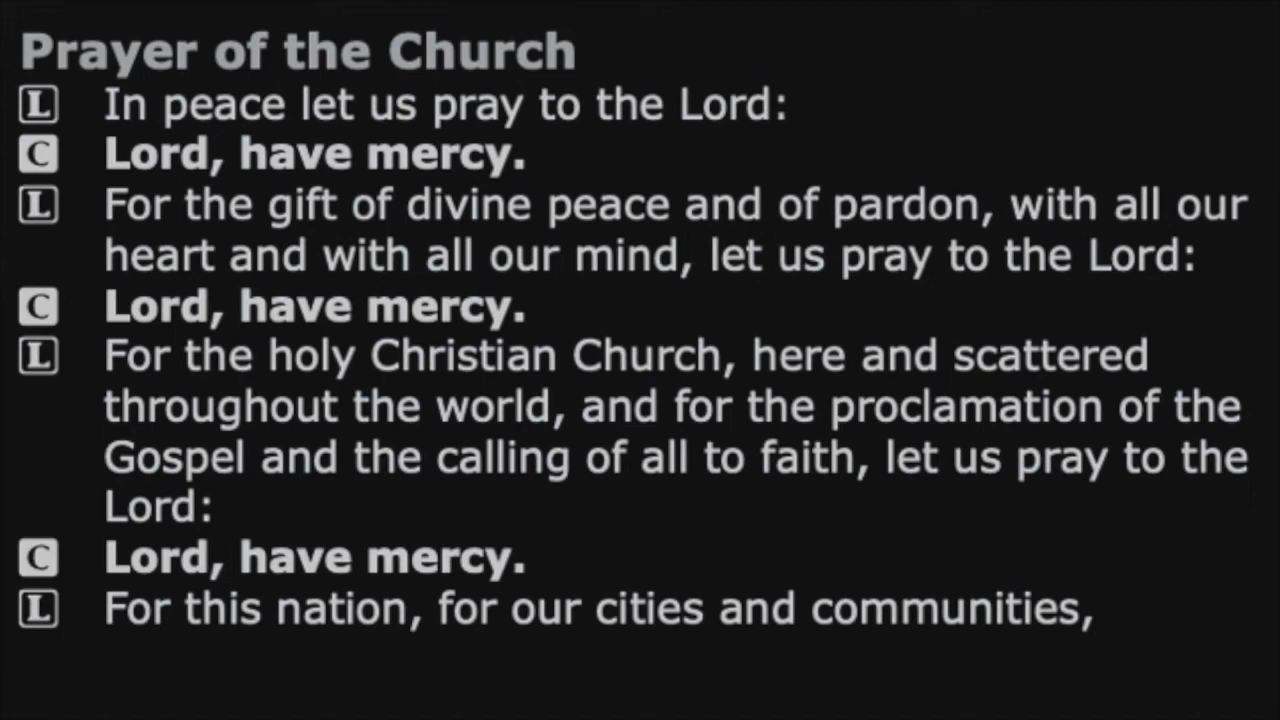 Prayer of the Church
L In peace let us pray to the Lord:
C Lord, have mercy.
L For the gift of divine peace and of pardon, with all our
heart and with all our mind, let us pray to the Lord:
C Lord, have mercy.
L For the holy Christian Church, here and scattered
throughout the world, and for the proclamation of the
Gospel and the calling of all to faith, let us pray to the
Lord:
C Lord, have mercy.
L For this nation, for our cities and communities,